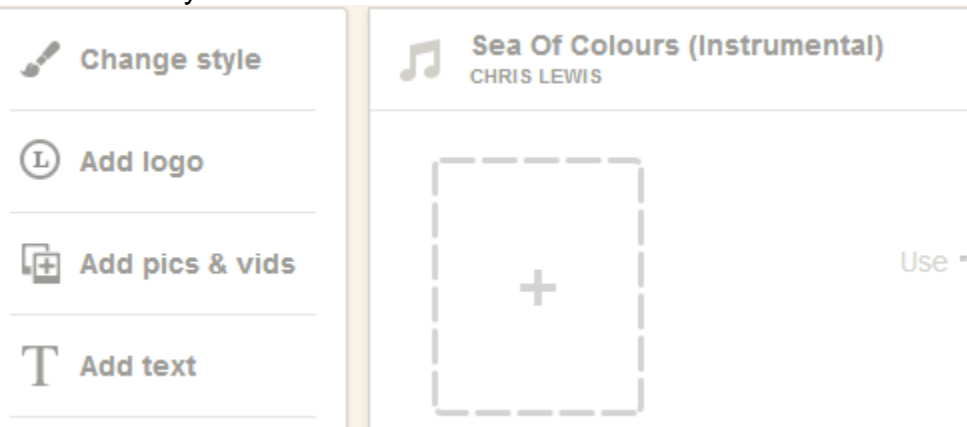 Change style
Add logo
Add pics & vids
Add text
Sea Of Colours (Instrumental)
CHRIS LEWIS
Use